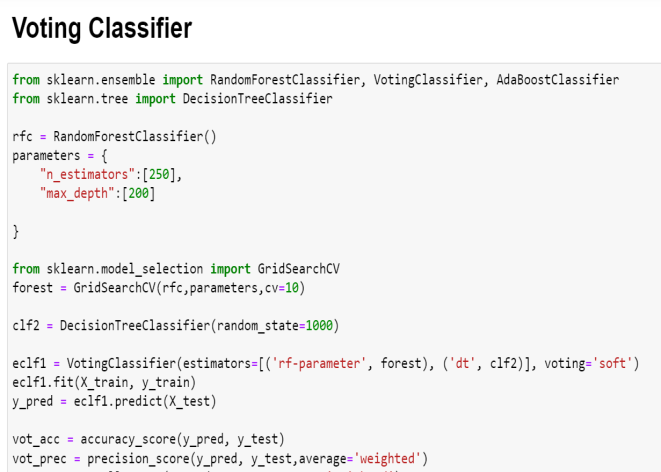 Voting Classifier
from sklearn.ensemble import RandomForestClassifier, VotingClassifier, AdaBoostClassifier
from sklearn.tree import DecisionTreeClassifier
rfc = RandomForestClassifier()
parameters = {
    "n_estimators":[250],
    "max_depth":[200]
}
from sklearn.model_selection import GridSearchCV
forest = GridSearchCV(rfc,parameters,cv=10)
clf2 = DecisionTreeClassifier(random_state=1000)
eclf1 = VotingClassifier(estimators=[('rf-parameter', forest), ('dt', clf2)], voting='soft')
eclf1.fit(X_train, y_train)
y_pred = eclf1.predict(X_test)
vot_acc = accuracy_score(y_pred, y_test)
vot_prec = precision_score(y_pred, y_test,average='weighted')